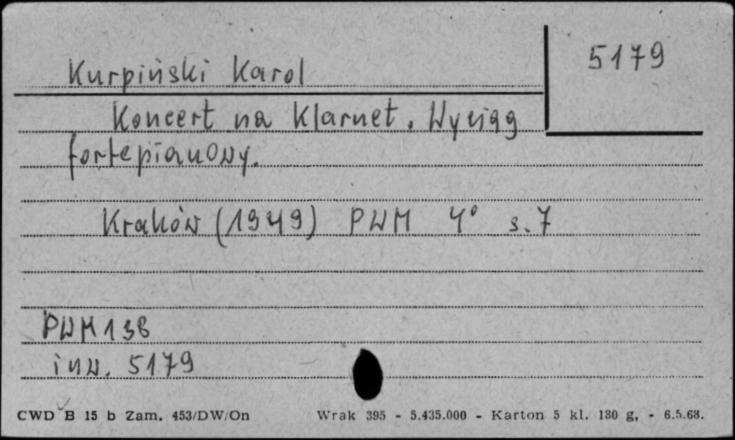 5179
Kurpiński Karol
Koncert na Klarnet. Wyciąg
fortepianowy.
Kraków (1949) PWM 4° s. 7
PWM 138
inw. 5179
CWD B 15 b Zam. 453/DW/On Wrak 395 - 5.435.000 - Karton 5 kl. 180 g. - 6.5.68.